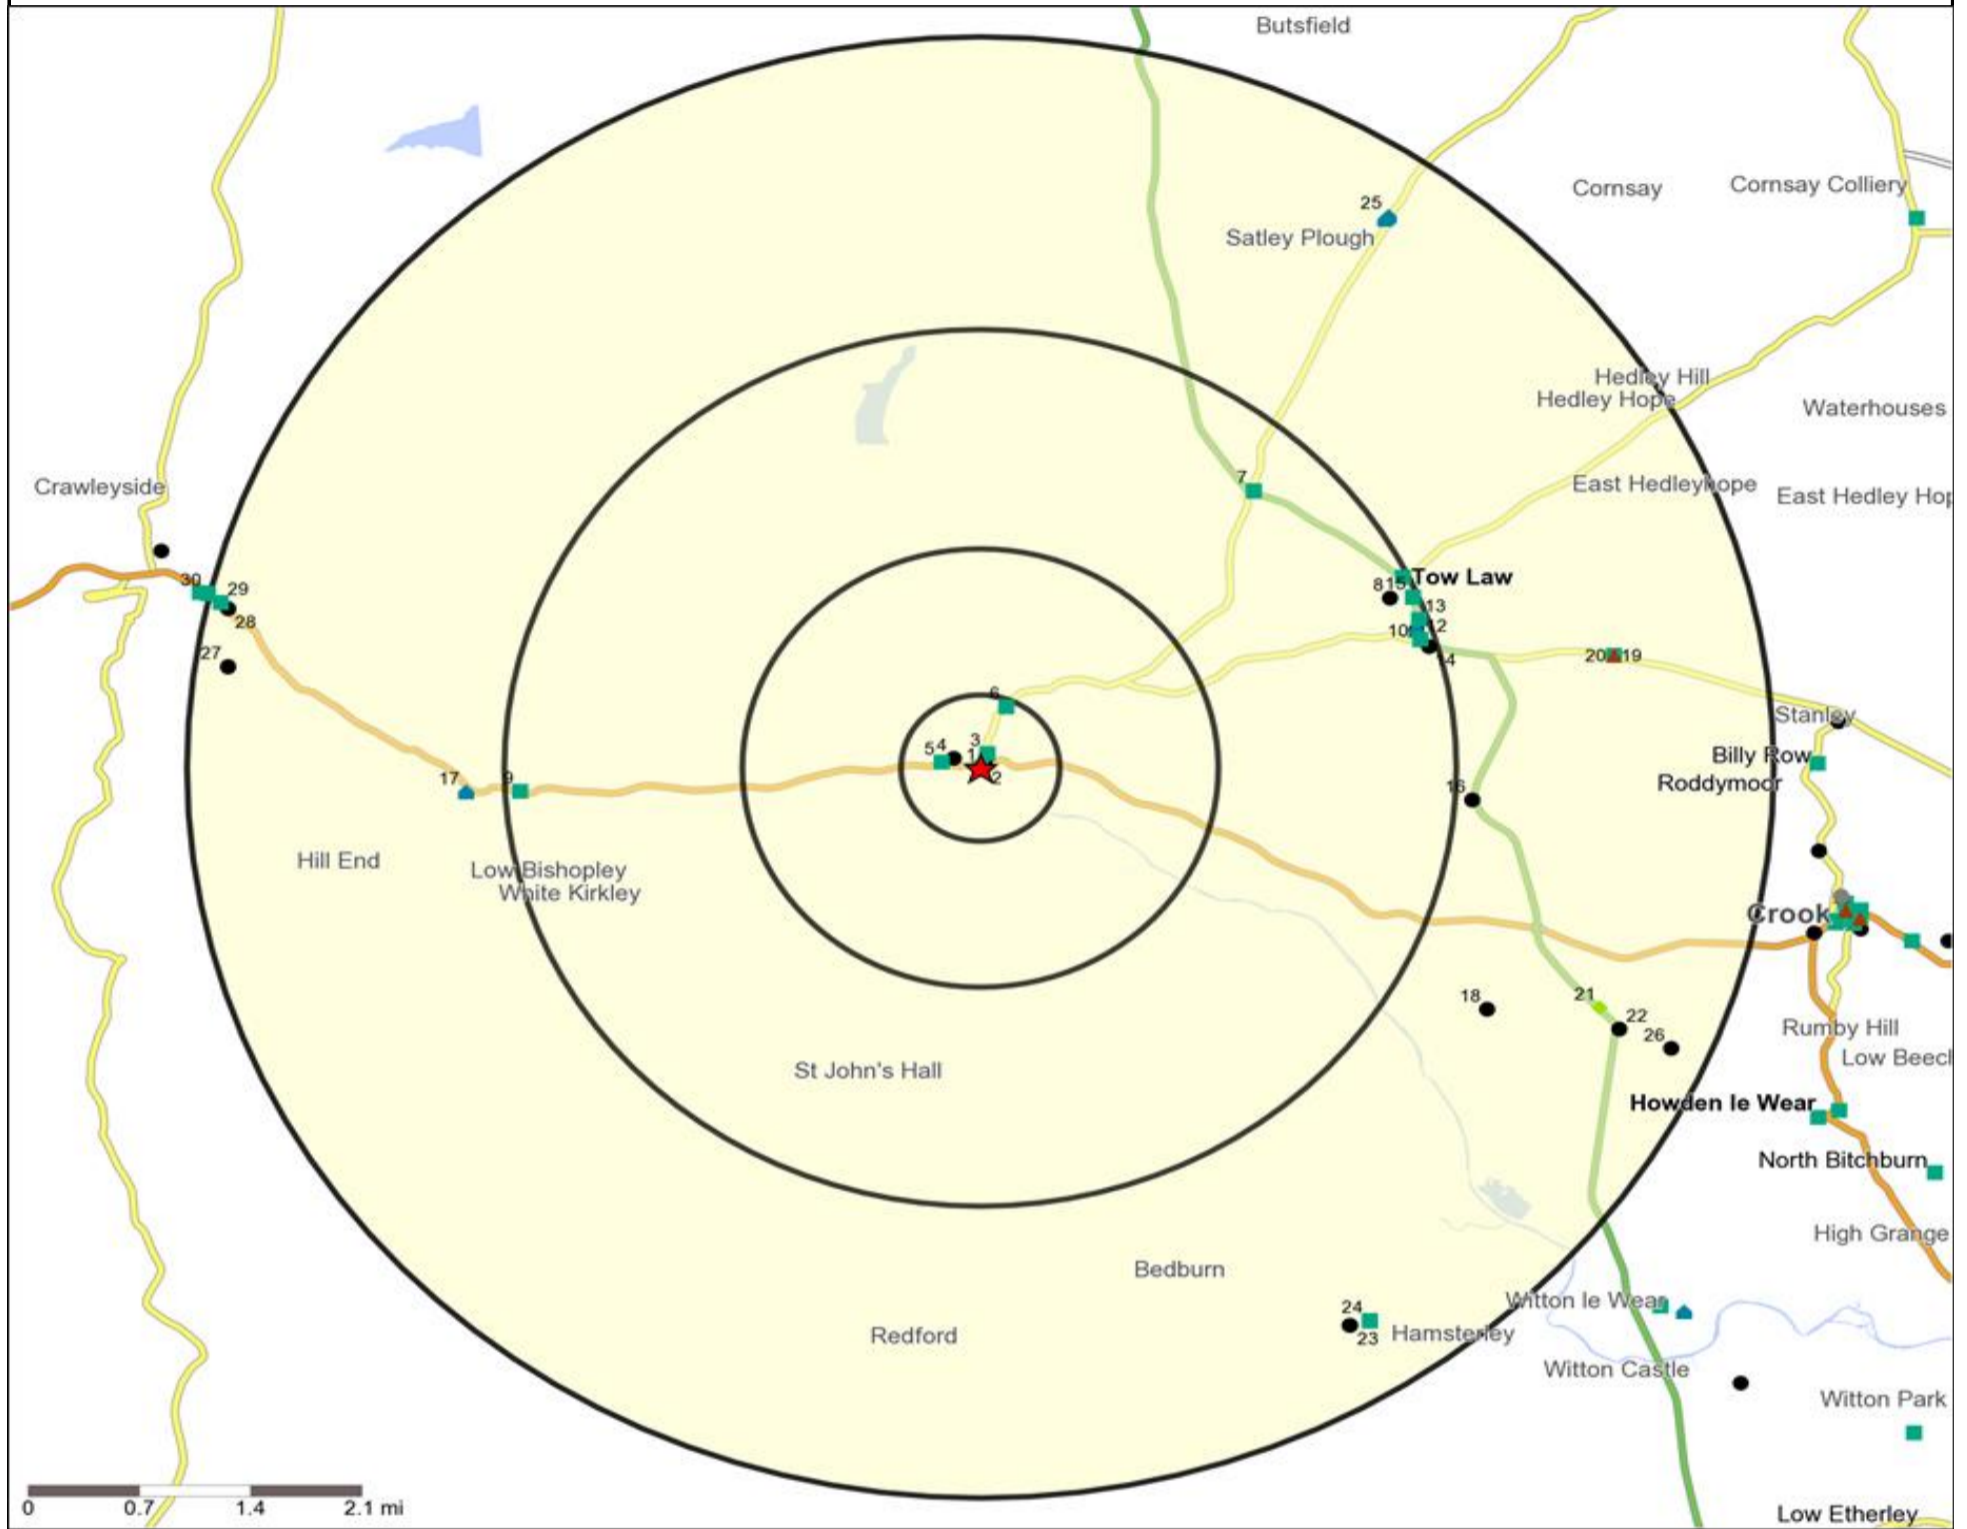 Butsfield
Cornsay
Cornsay Colliery
25
Satley Plough
Hedley Hill
Hedley Hope
Waterhouses
7
Crawleyside
East Hedleyhope
East Hedley Hop
30
29
815
Tow Law
13
28
10
12
27
4
20
19
6
Stanley
3
54
1
Billy Row
17
9
2
Roddymoor
16
Hill End
Low Bishopley
White Kirkley
Crook
18
21
22
Rumby Hill
26
Low Beech
St John's Hall
Howden le Wear
North Bitchburn
High Grange
Bedburn
24
Witton le Wear
Redford
23
Hamsterley
Witton Castle
Witton Park
0
0.7
1.4
2.1 mi
Low Etherley